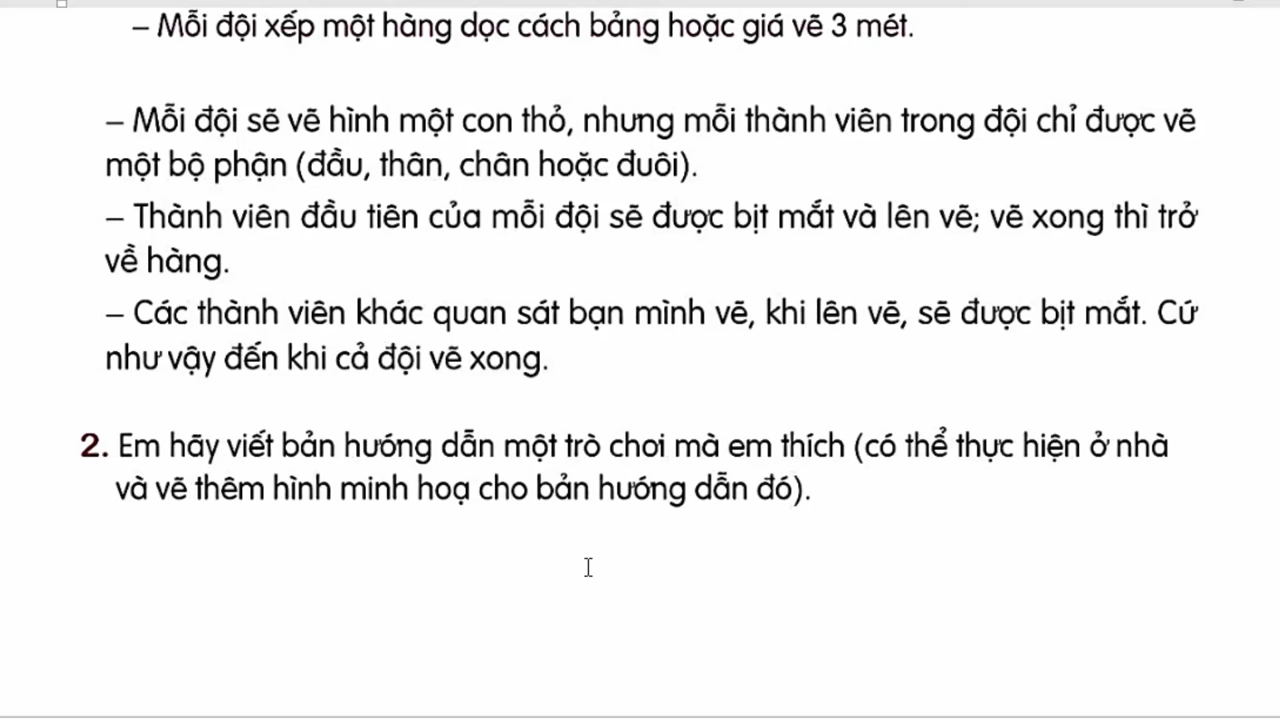 – Mỗi đội xếp một hàng dọc cách bảng hoặc giá vẽ 3 mét.
– Mỗi đội sẽ vẽ hình một con thỏ, nhưng mỗi thành viên trong đội chỉ được vẽ
một bộ phận (đầu, thân, chân hoặc đuôi).
– Thành viên đầu tiên của mỗi đội sẽ được bịt mắt và lên vẽ; vẽ xong thì trở
về hàng.
– Các thành viên khác quan sát bạn mình vẽ, khi lên vẽ, sẽ được bịt mắt. Cứ
như vậy đến khi cả đội vẽ xong.
2. Em hãy viết bản hướng dẫn một trò chơi mà em thích (có thể thực hiện ở nhà
và vẽ thêm hình minh hoạ cho bản hướng dẫn đó).